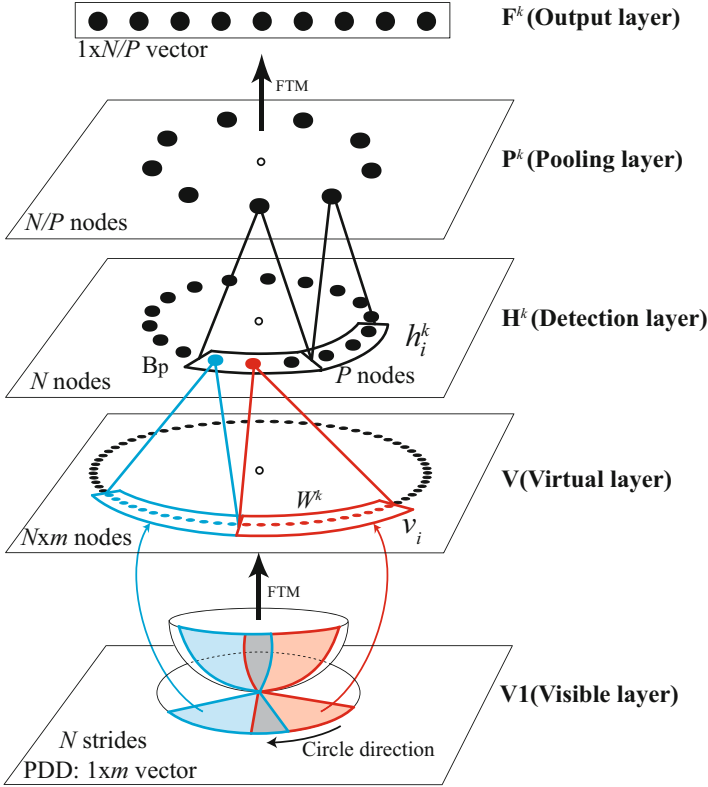 F^k (Output layer)
1xN/P vector
FTM
P^k (Pooling layer)
N/P nodes
H^k (Detection layer)
h_i^k
Bp
P nodes
N nodes
V(Virtual layer)
W^k
v_i
Nxm nodes
FTM
V1(Visible layer)
N strides
Circle direction
PDD: 1xm vector